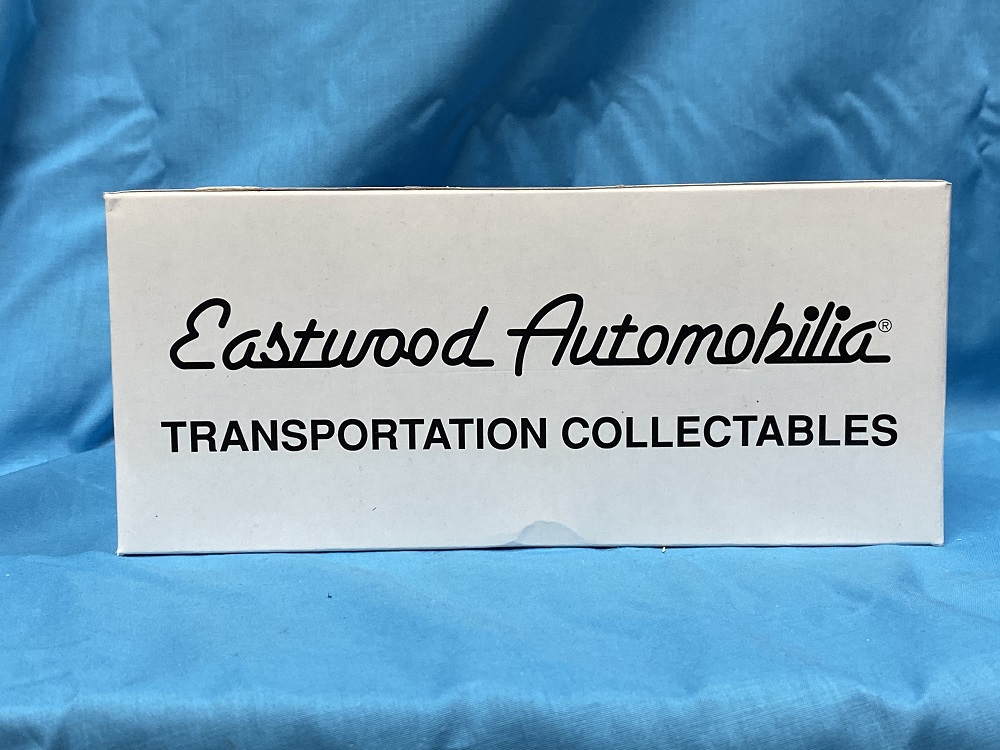 Eastwood Automobilia®
TRANSPORTATION COLLECTABLES